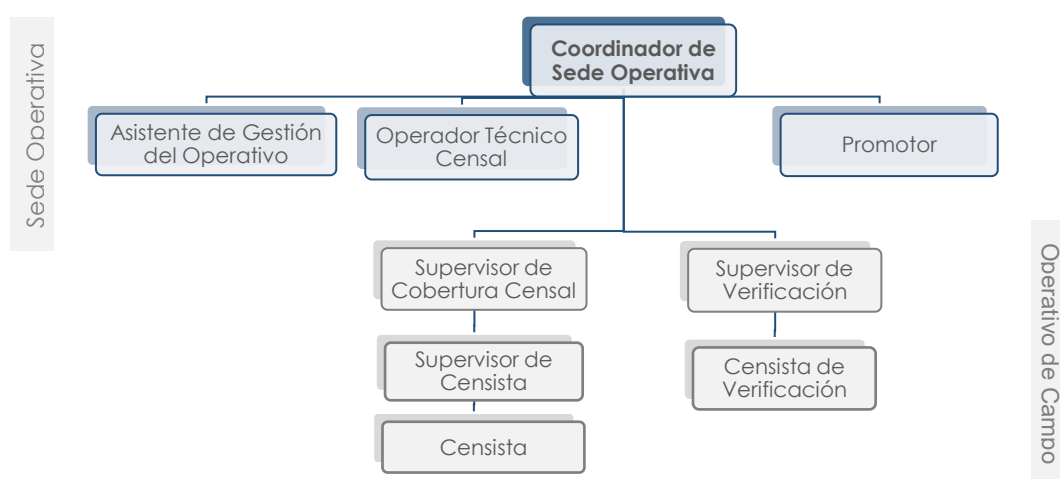 Sede Operativa
Coordinador de
Sede Operativa
Asistente de Gestión
del Operativo
Operador Técnico
Censal
Promotor
Operativo de Campo
Supervisor de
Cobertura Censal
Supervisor de
Verificación
Supervisor de
Censista
Censista de
Verificación
Censista